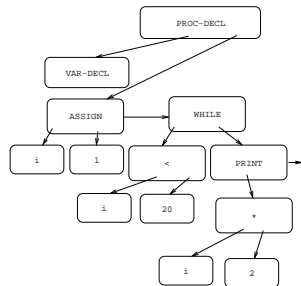 PROC-DECL
VAR-DECL
ASSIGN
WHILE
i
1
<
PRINT
i
20
*
i
2